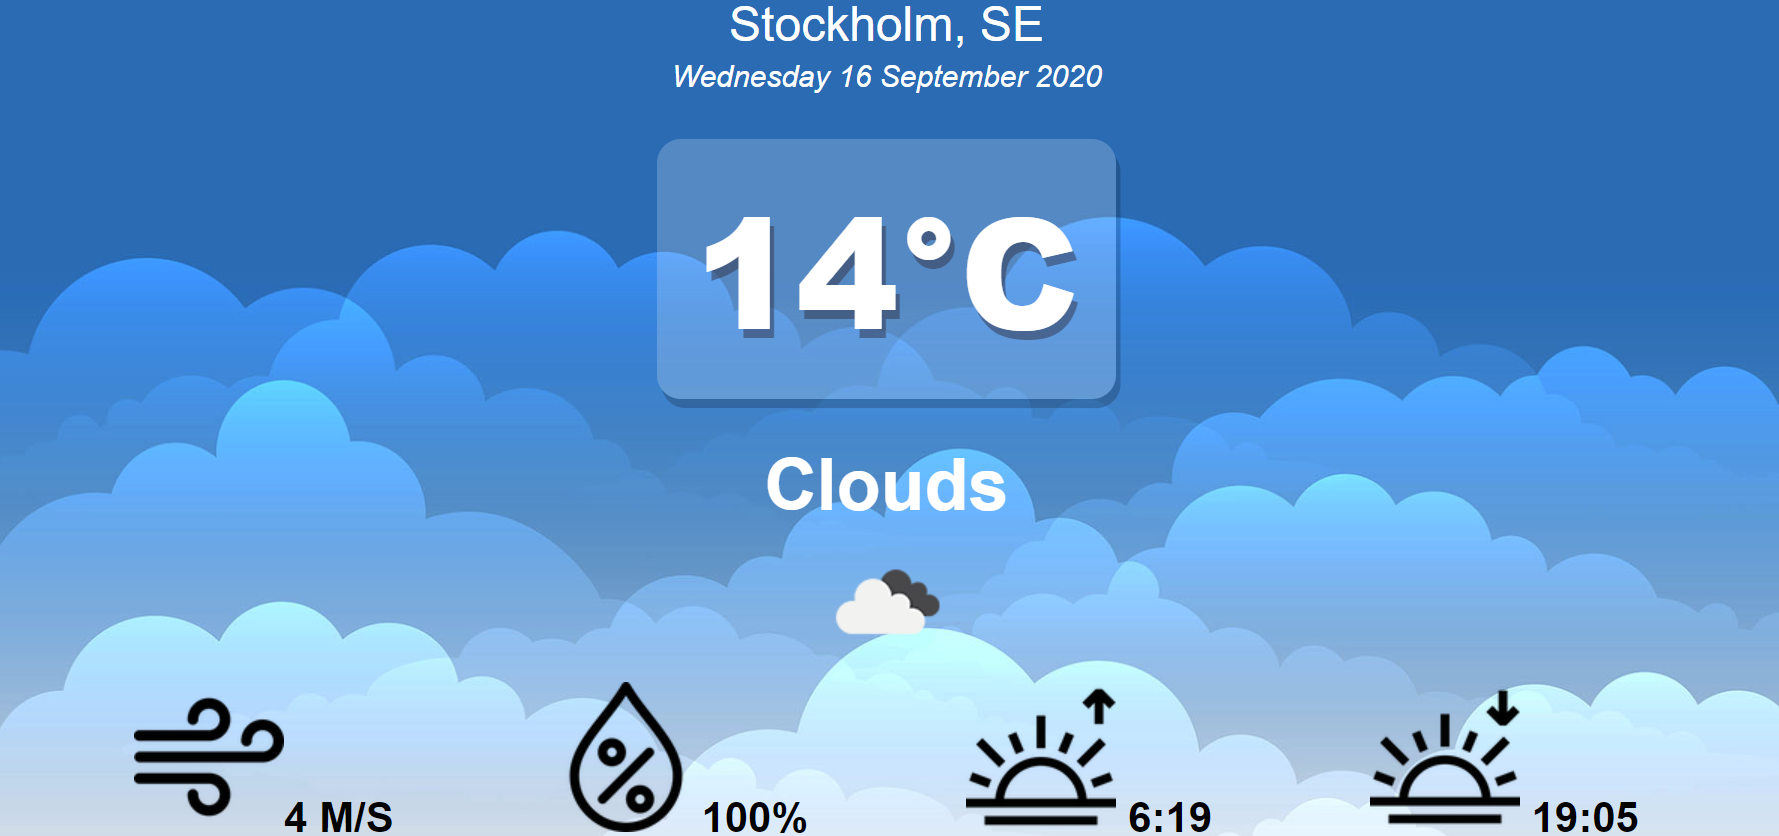 Stockholm, SE
Wednesday 16 September 2020
14°C
Clouds
4 M/S
100%
6:19
19:05